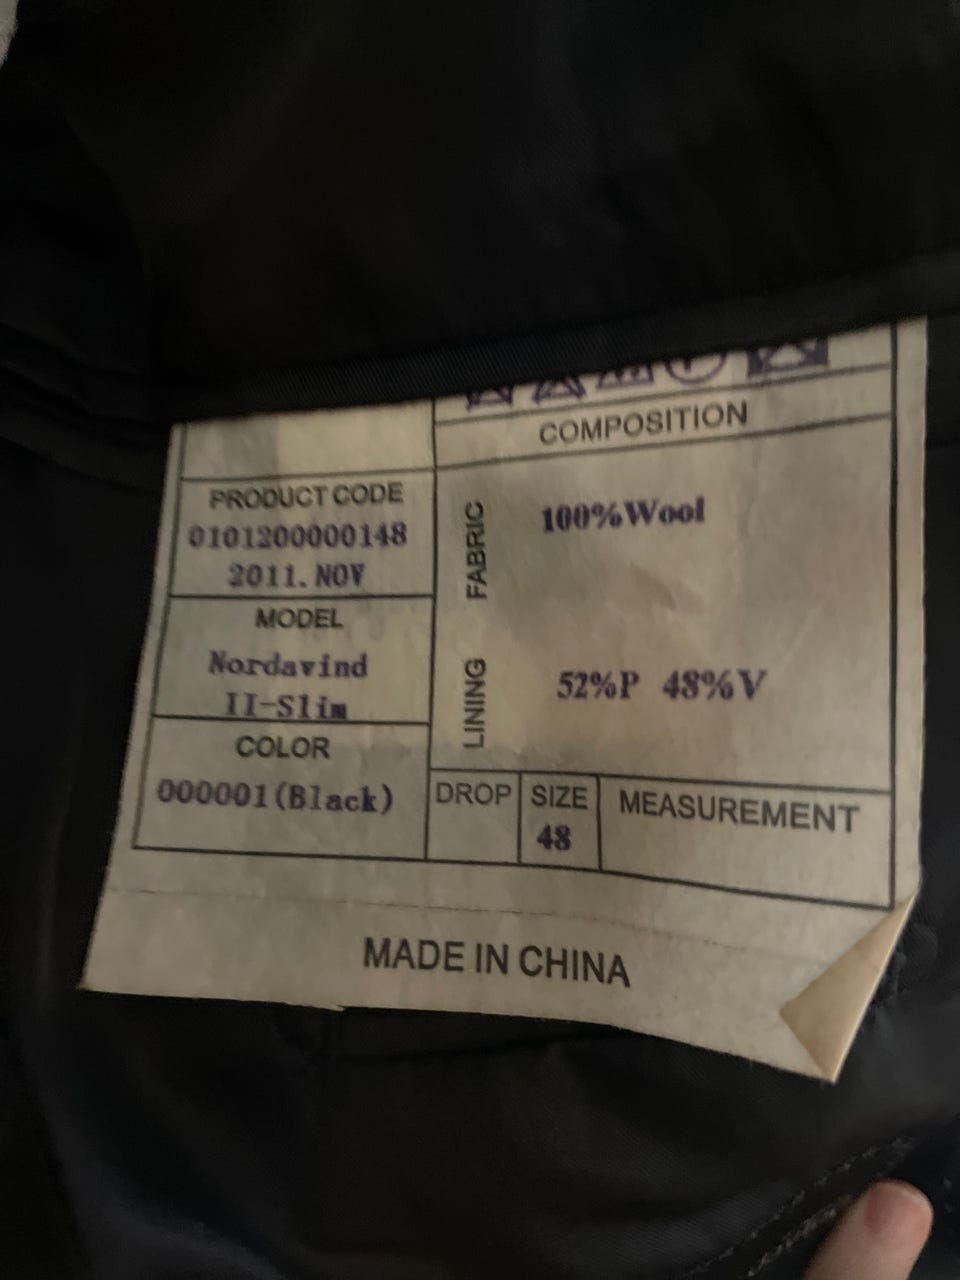 COMPOSITION
PRODUCT CODE
0101200000148
2011. NOV
MODEL
Nordavind
II-Slim
COLOR
000001(Black)
FABRIC
100%Wool
LINING
52%P 48%V
DROP
SIZE
48
MEASUREMENT
MADE IN CHINA